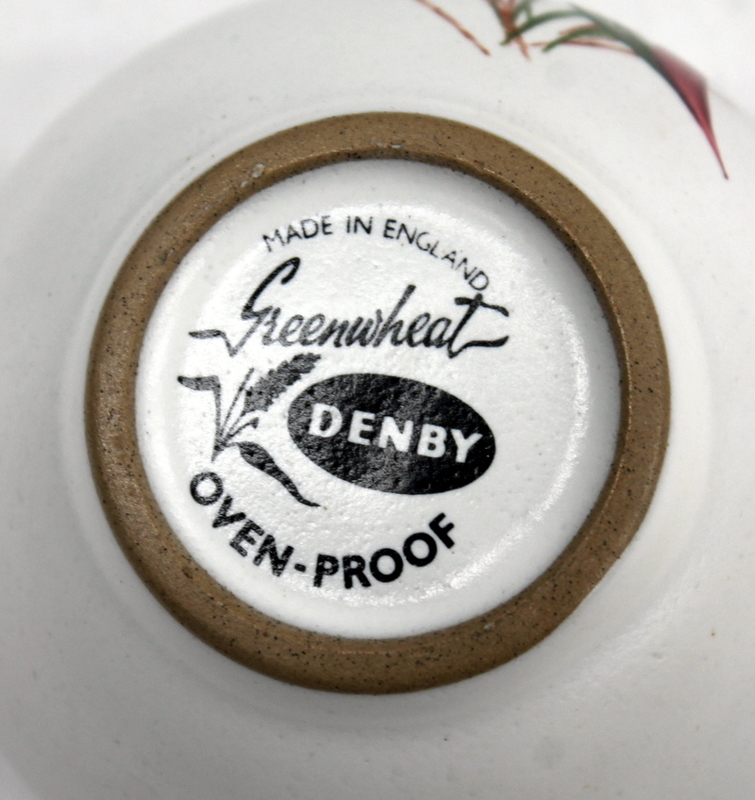 MADE IN ENGLAND
Greenwheat
DENBY
OVEN-PROOF